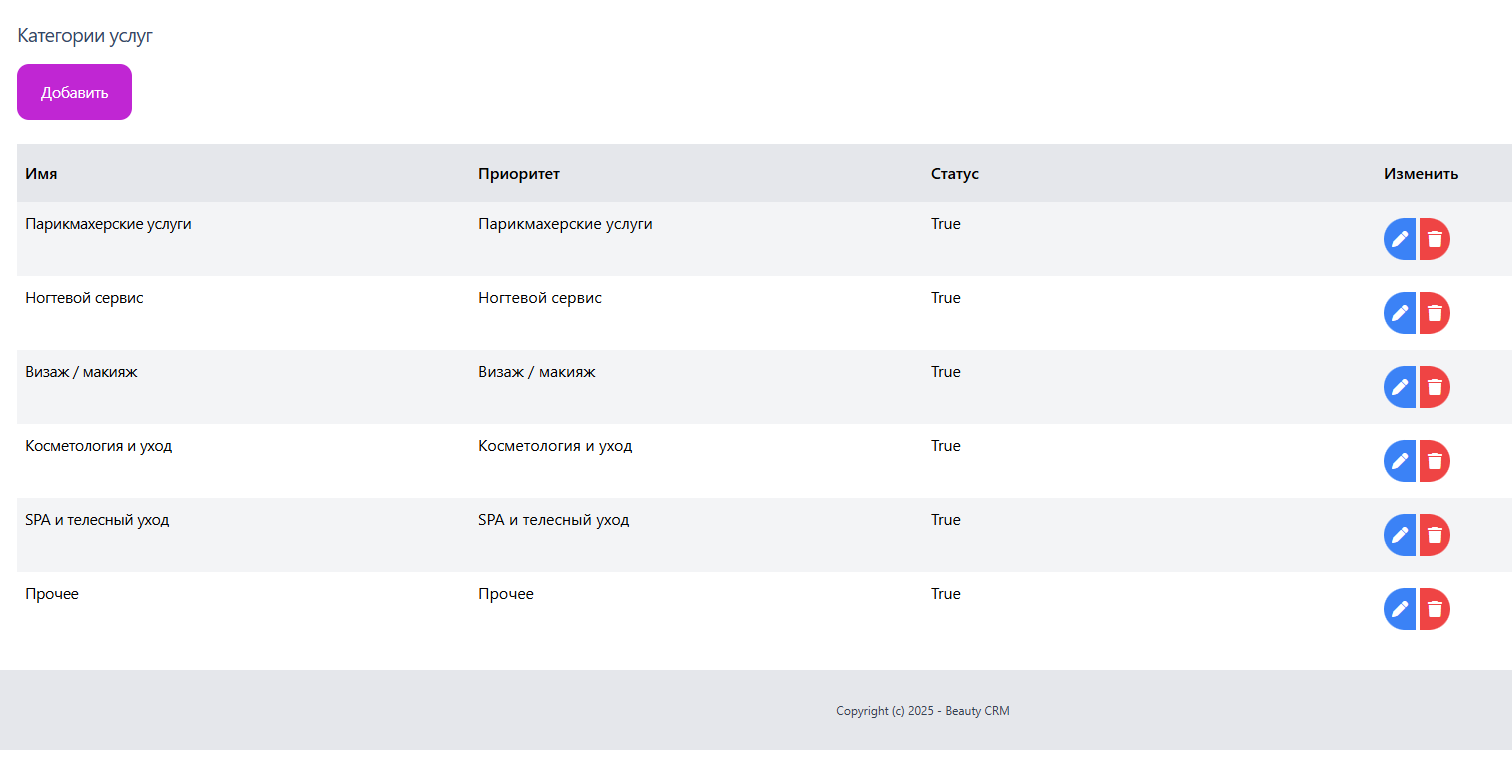 Категории услуг
Добавить
Имя Приоритет Статус Изменить
Парикмахерские услуги Парикмахерские услуги True
Ногтевой сервис Ногтевой сервис True
Визаж / макияж Визаж / макияж True
Косметология и уход Косметология и уход True
SPA и телесный уход SPA и телесный уход True
Прочее Прочее True
Copyright (c) 2025 - Beauty CRM